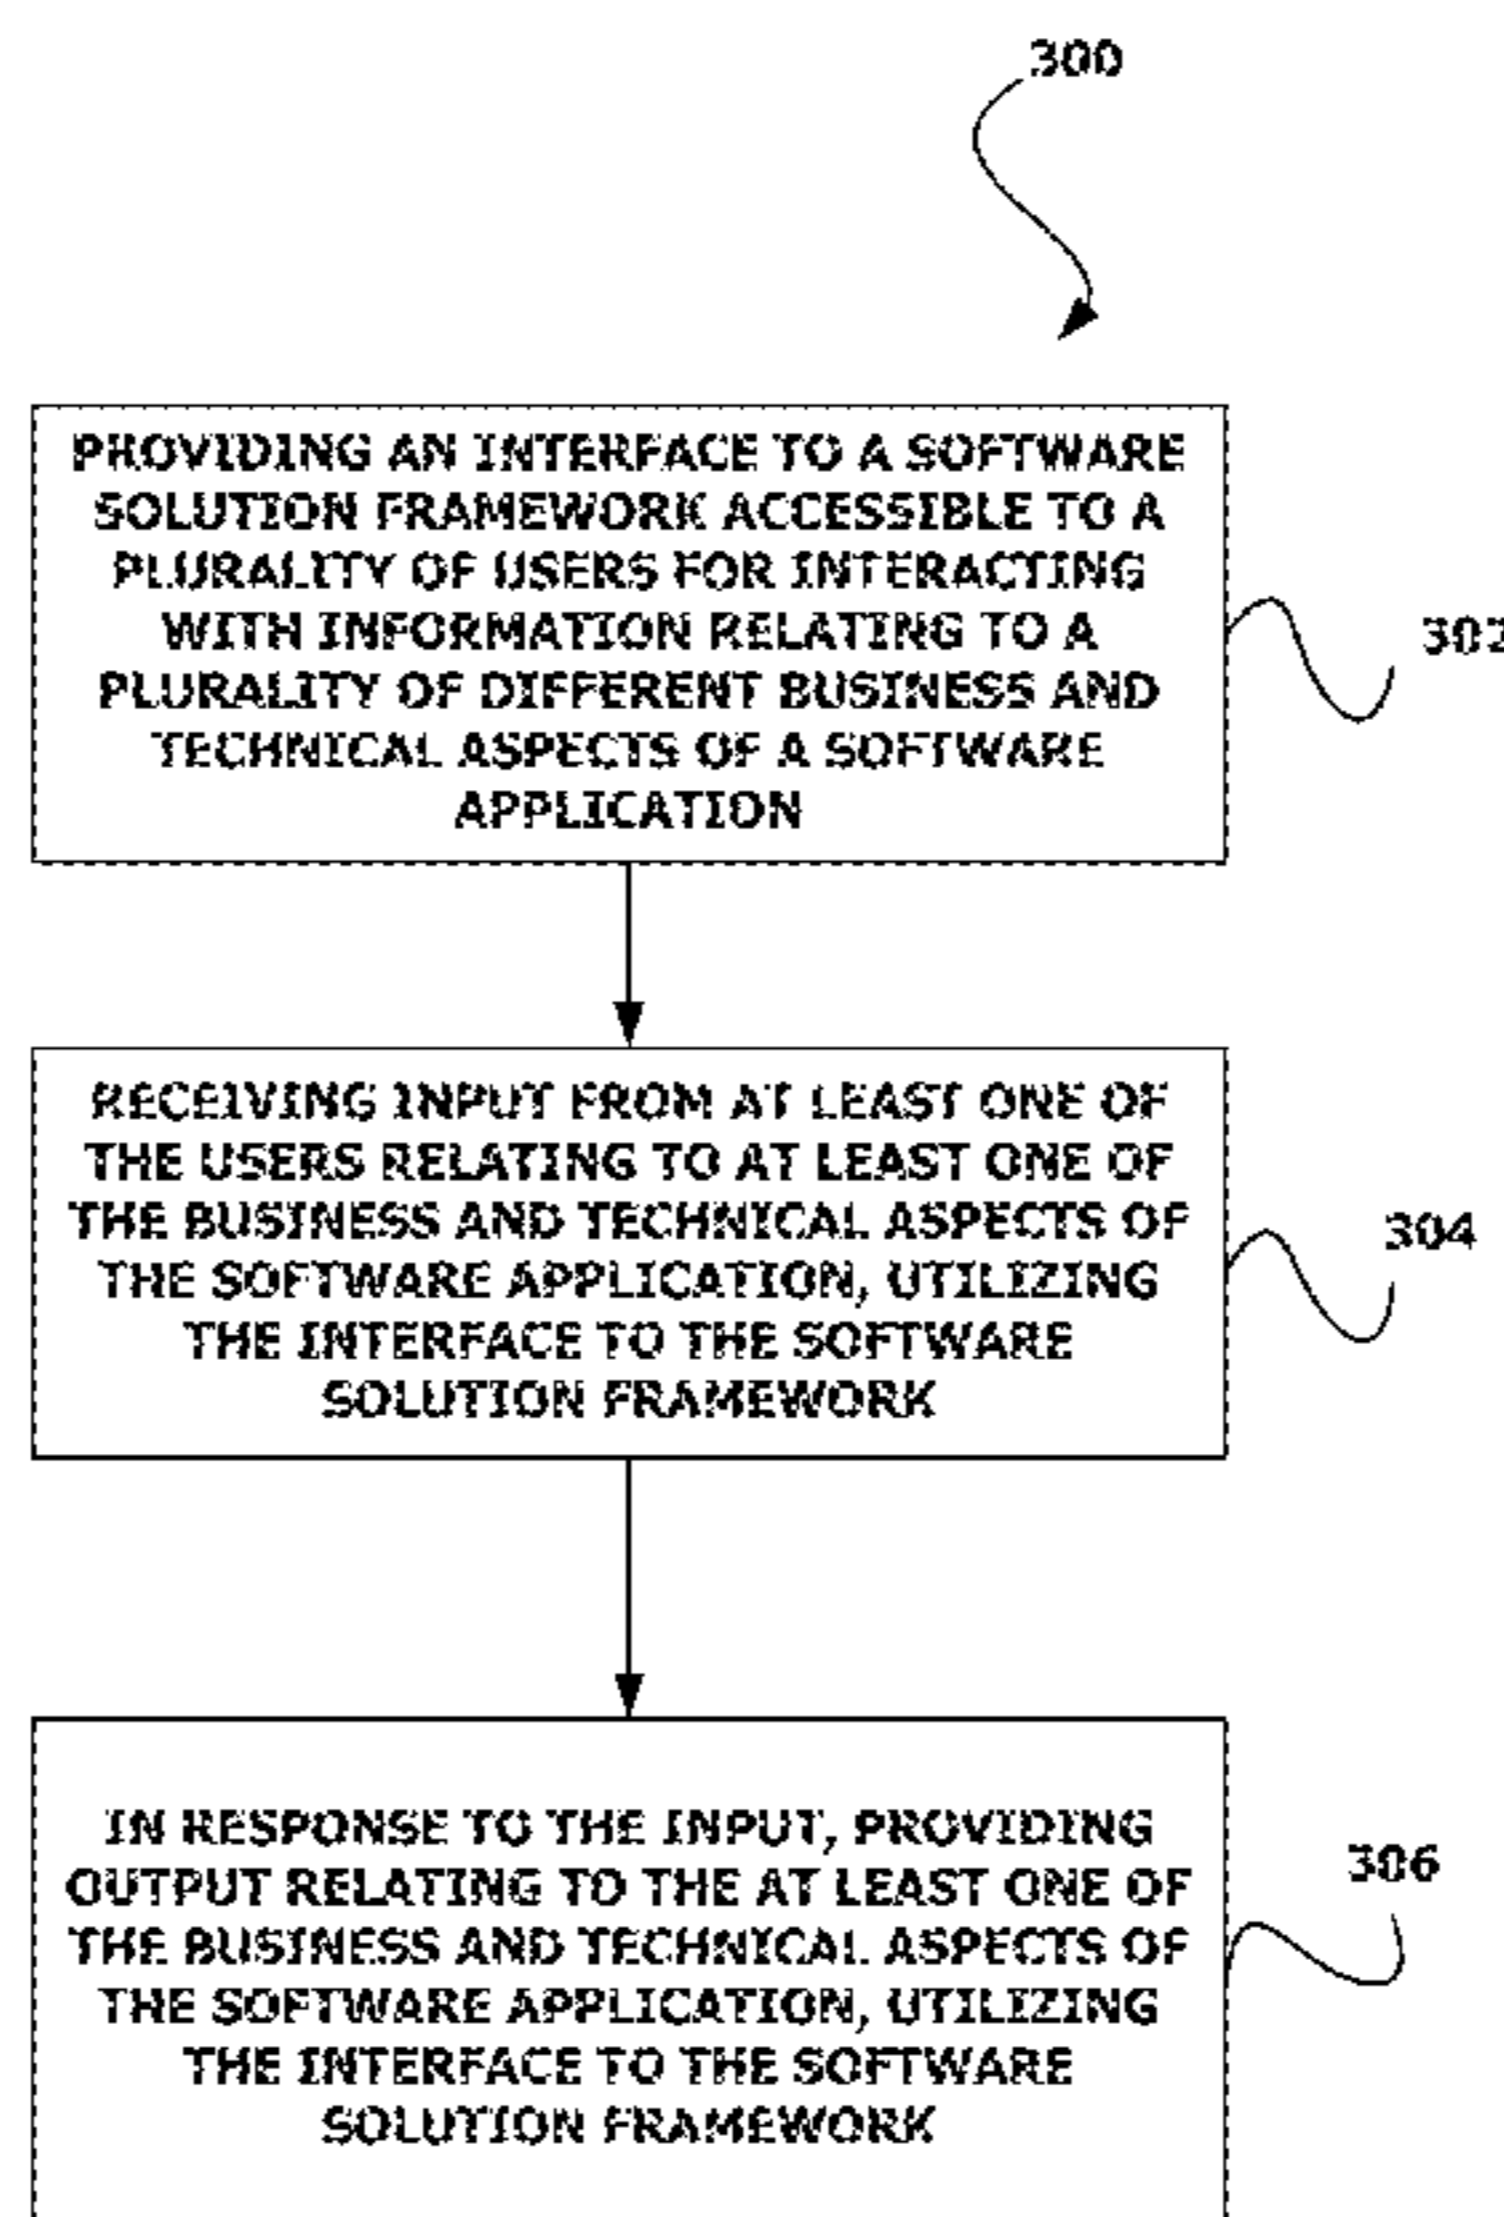 300
PROVIDING AN INTERFACE TO A SOFTWARE
SOLUTION FRAMEWORK ACCESSIBLE TO A
PLURALITY OF USERS FOR INTERACTING
WITH INFORMATION RELATING TO A
PLURALITY OF DIFFERENT BUSINESS AND
TECHNICAL ASPECTS OF A SOFTWARE
APPLICATION
302
RECEIVING INPUT FROM AT LEAST ONE OF
THE USERS RELATING TO AT LEAST ONE OF
THE BUSINESS AND TECHNICAL ASPECTS OF
THE SOFTWARE APPLICATION, UTILIZING
THE INTERFACE TO THE SOFTWARE
SOLUTION FRAMEWORK
304
IN RESPONSE TO THE INPUT, PROVIDING
OUTPUT RELATING TO THE AT LEAST ONE OF
THE BUSINESS AND TECHNICAL ASPECTS OF
THE SOFTWARE APPLICATION, UTILIZING
THE INTERFACE TO THE SOFTWARE
SOLUTION FRAMEWORK
306